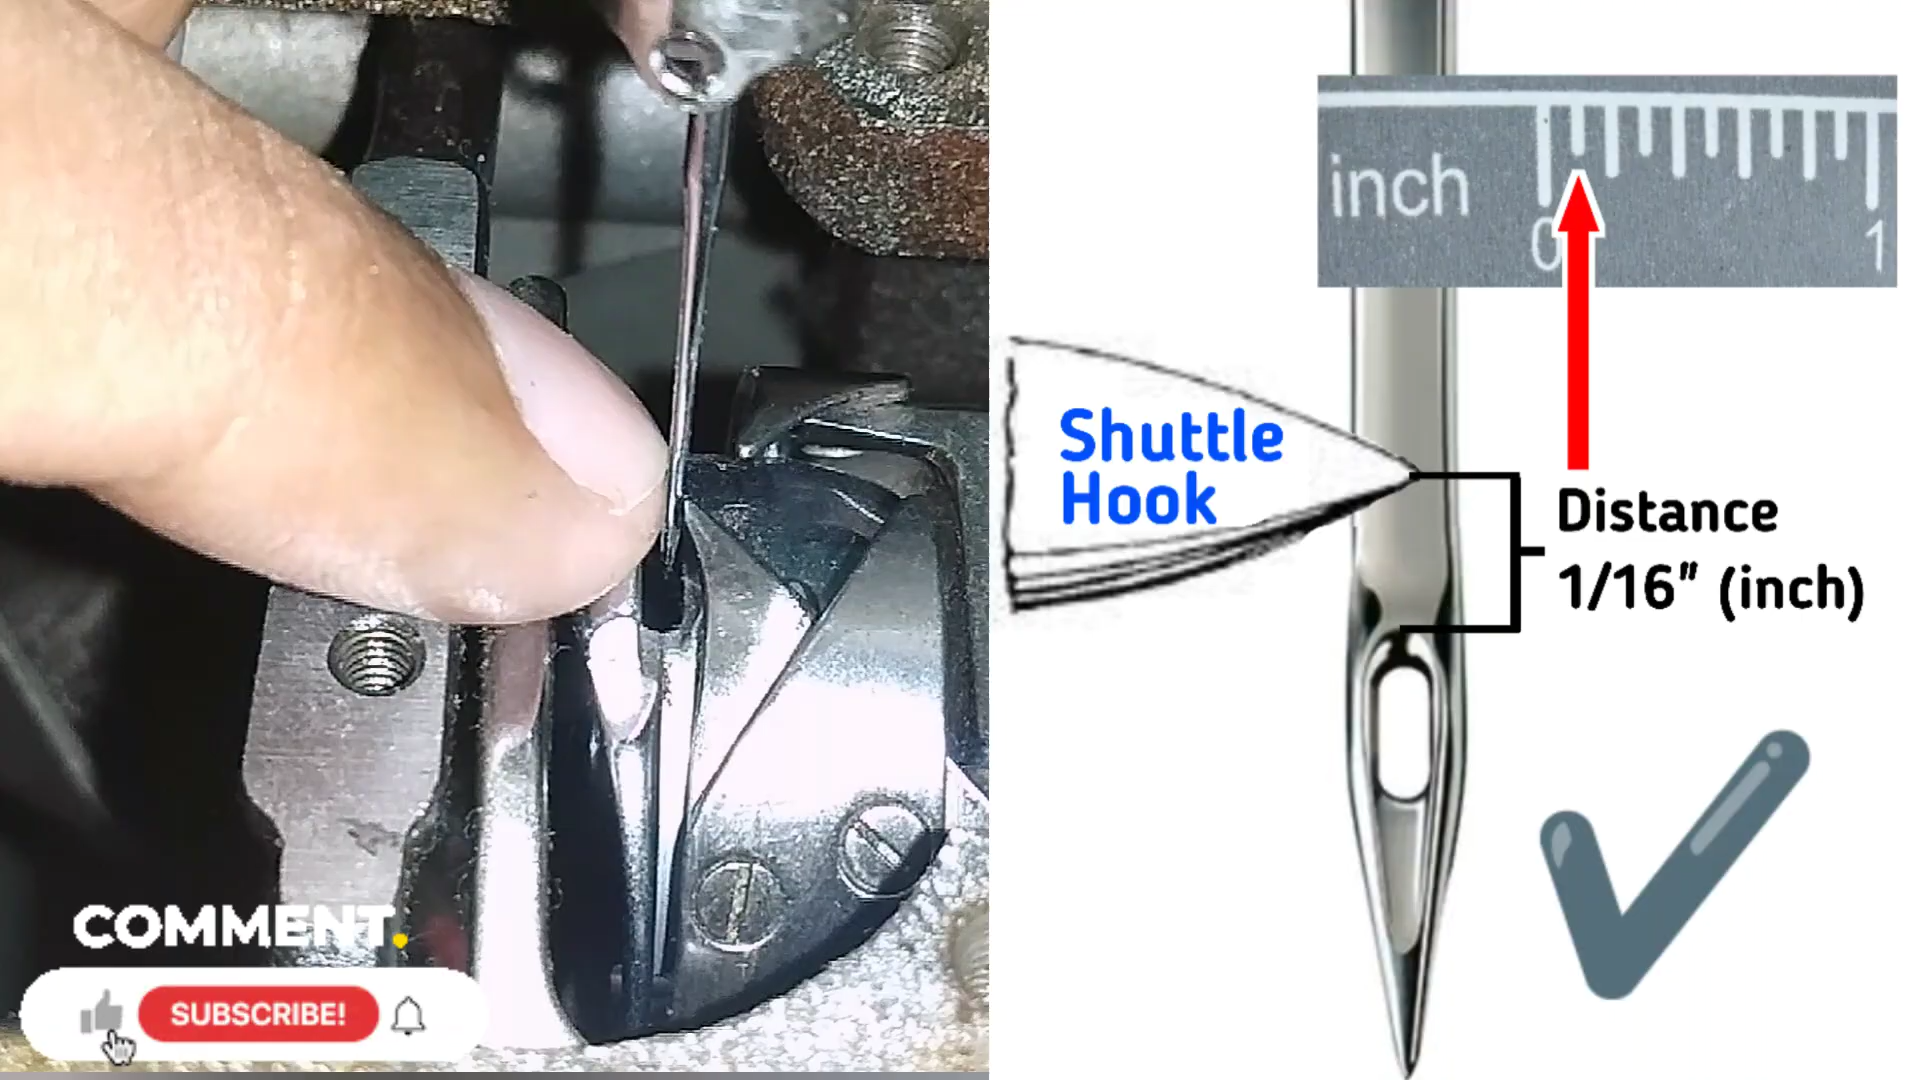 COMMENT.
SUBSCRIBE!
inch
0
1
Shuttle
Hook
Distance
1/16" (inch)